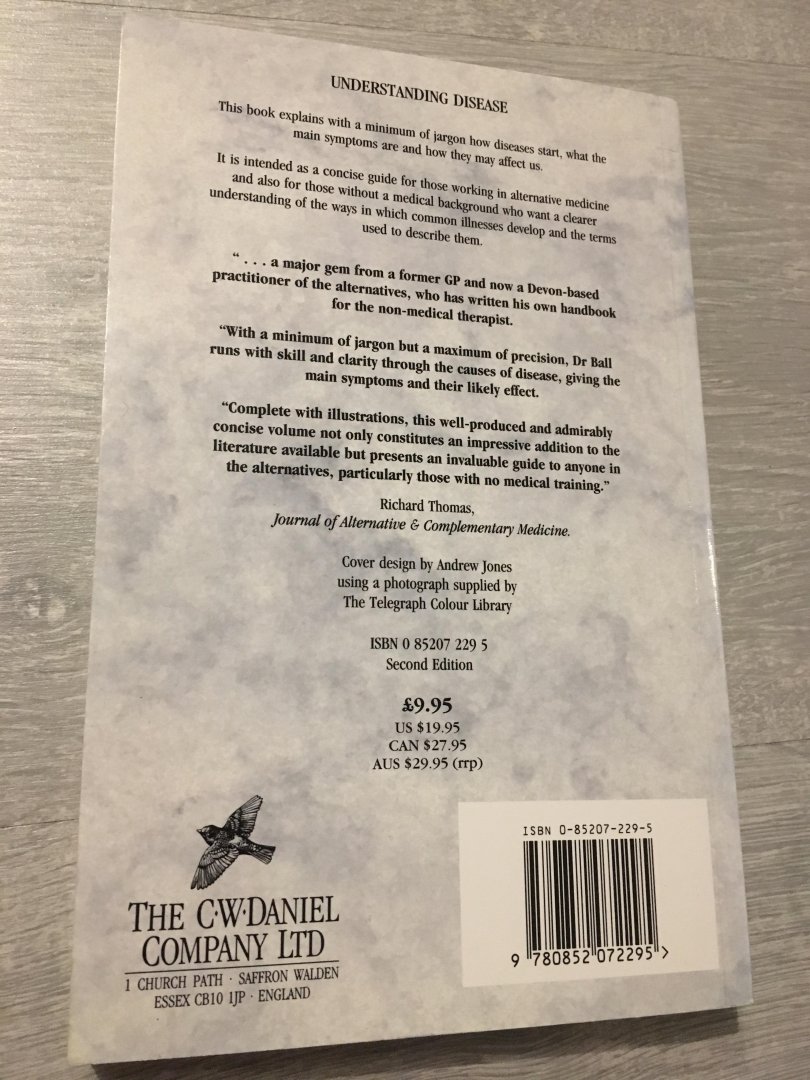 UNDERSTANDING DISEASE
This book explains with a minimum of jargon how diseases start, what the
main symptoms are and how they may affect us.
It is intended as a concise guide for those working in alternative medicine
and also for those without a medical background who want a clearer
understanding of the ways in which common illnesses develop and the terms
used to describe them.
“ . . . a major gem from a former GP and now a Devon-based
practitioner of the alternatives, who has written his own handbook
for the non-medical therapist.
“With a minimum of jargon but a maximum of precision, Dr Ball
runs with skill and clarity through the causes of disease, giving the
main symptoms and their likely effect.
“Complete with illustrations, this well-produced and admirably
concise volume not only constitutes an impressive addition to the
literature available but presents an invaluable guide to anyone in
the alternatives, particularly those with no medical training.”
Richard Thomas,
Journal of Alternative & Complementary Medicine.
Cover design by Andrew Jones
using a photograph supplied by
The Telegraph Colour Library
ISBN 0 85207 229 5
Second Edition
£9.95
US $19.95
CAN $27.95
AUS $29.95 (rrp)
THE C·W·DANIEL
COMPANY LTD
1 CHURCH PATH · SAFFRON WALDEN
ESSEX CB10 1JP · ENGLAND
ISBN 0-85207-229-5
9 780852 072295 >